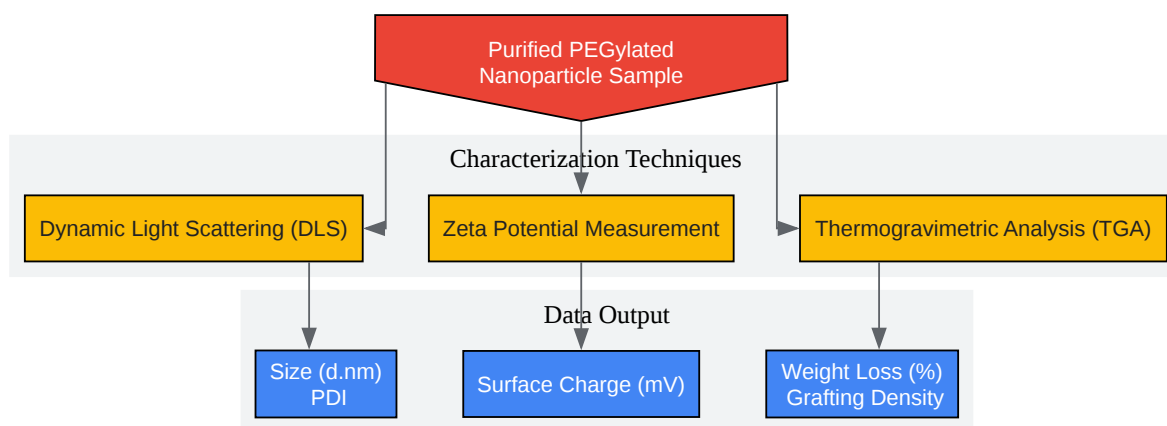 Purified PEGylated
Nanoparticle Sample
Characterization Techniques
Dynamic Light Scattering (DLS)
Zeta Potential Measurement
Thermogravimetric Analysis (TGA)
Data Output
Size (d.nm)
PDI
Surface Charge (mV)
Weight Loss (%)
Grafting Density